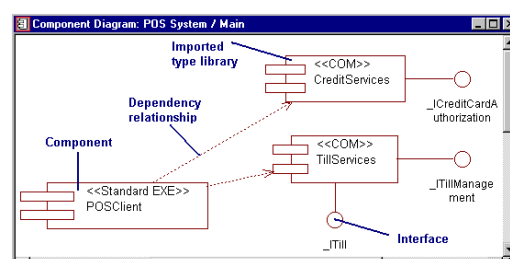 Component Diagram: POS System / Main
Imported
type library
<<COM>>
CreditServices
_ICreditCardA
uthorization
Dependency
relationship
Component
<<COM>>
TillServices
_ITillManage
ment
<<Standard EXE>>
POSClient
Interface
_ITill